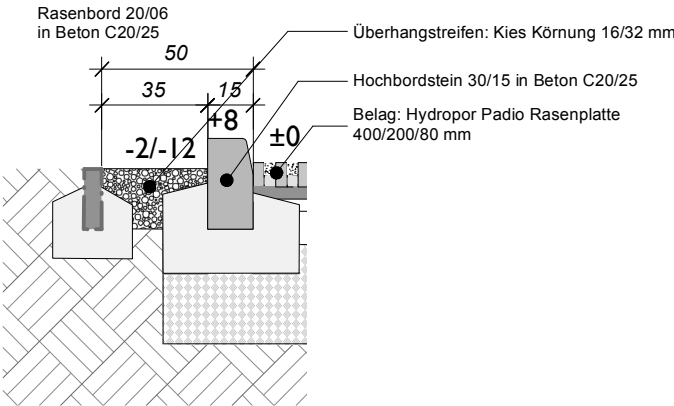 Rasenbord 20/06
in Beton C20/25
50
35
15
+8
-2/-12
±0
Überhangstreifen: Kies Körnung 16/32 mm
Hochbordstein 30/15 in Beton C20/25
Belag: Hydropor Padio Rasenplatte
400/200/80 mm